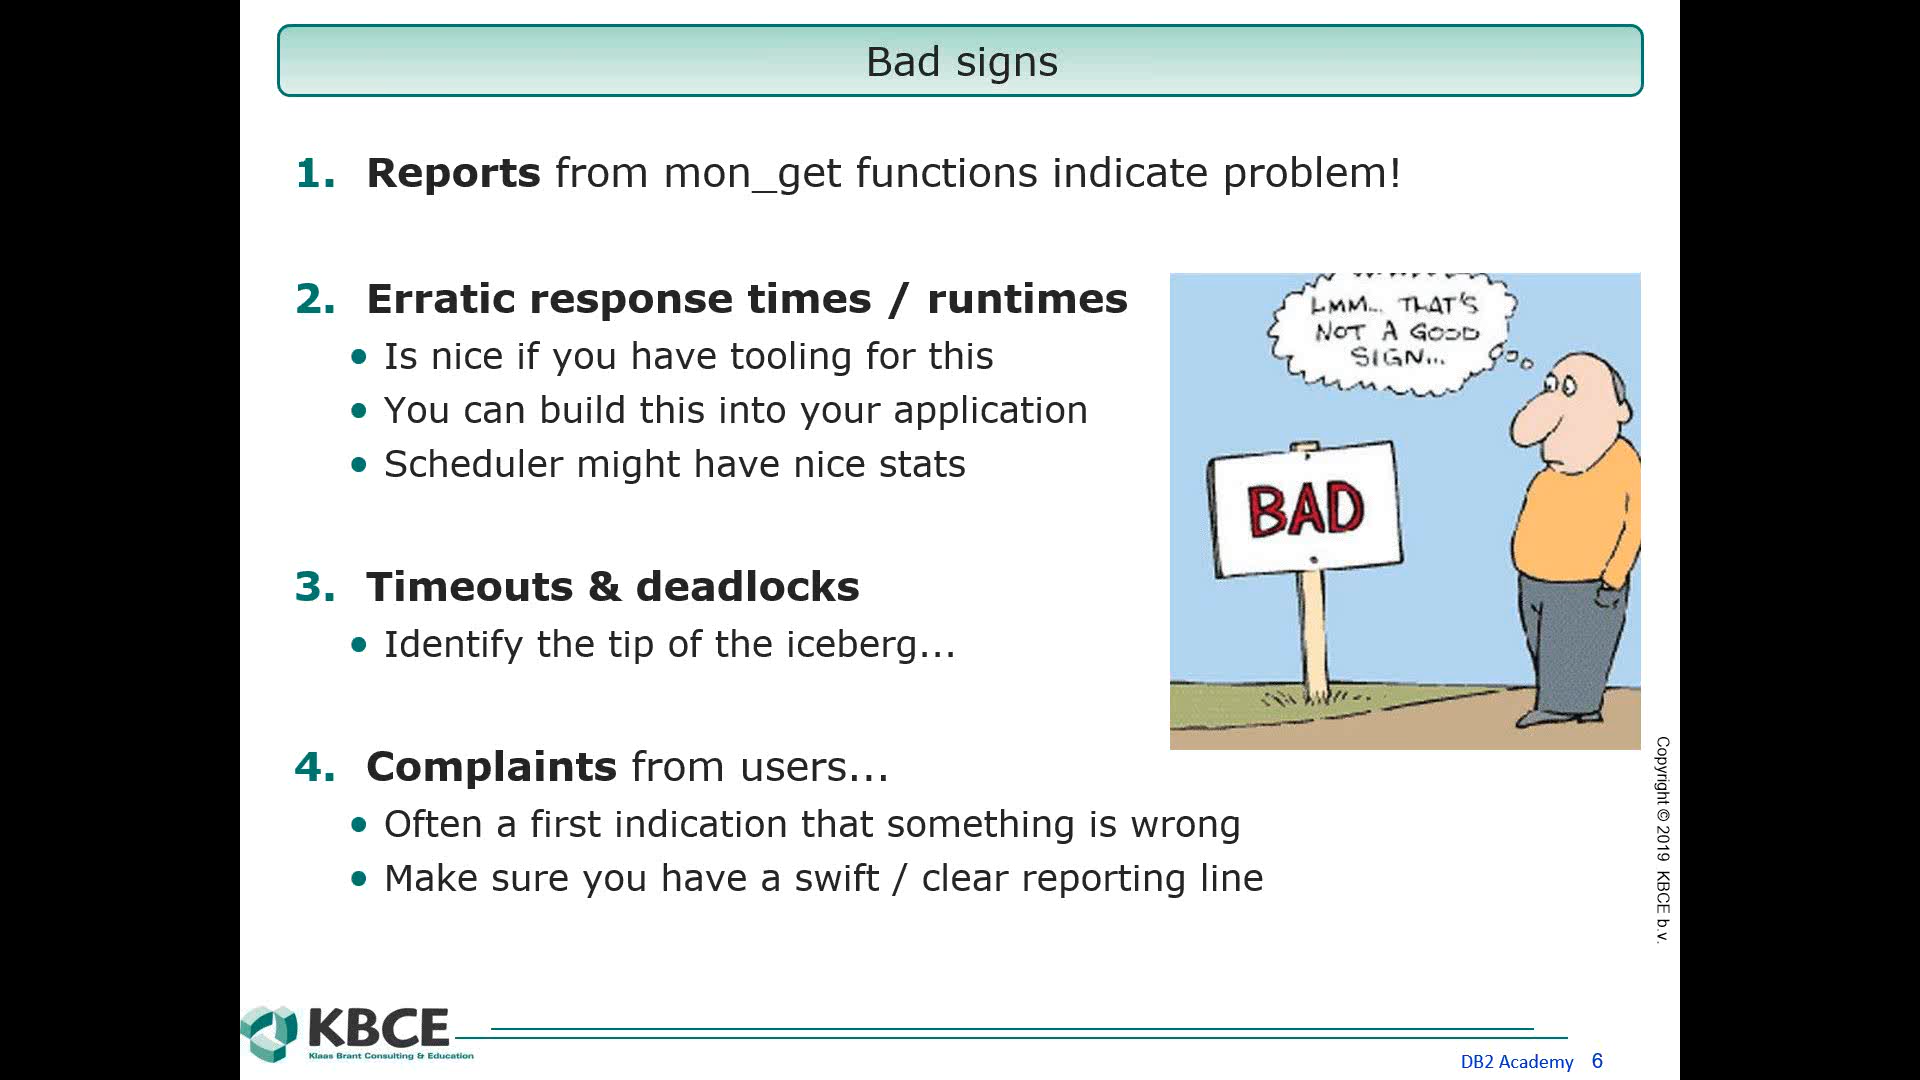 Bad signs
1. Reports from mon_get functions indicate problem!
2. Erratic response times / runtimes
• Is nice if you have tooling for this
• You can build this into your application
• Scheduler might have nice stats
LMM... THAT'S
NOT A GOOD
SIGN...
BAD
3. Timeouts & deadlocks
• Identify the tip of the iceberg...
4. Complaints from users...
• Often a first indication that something is wrong
• Make sure you have a swift / clear reporting line
Copyright © 2019 KBCE b.v.
KBCE
Klaas Brant Consulting & Education
DB2 Academy 6